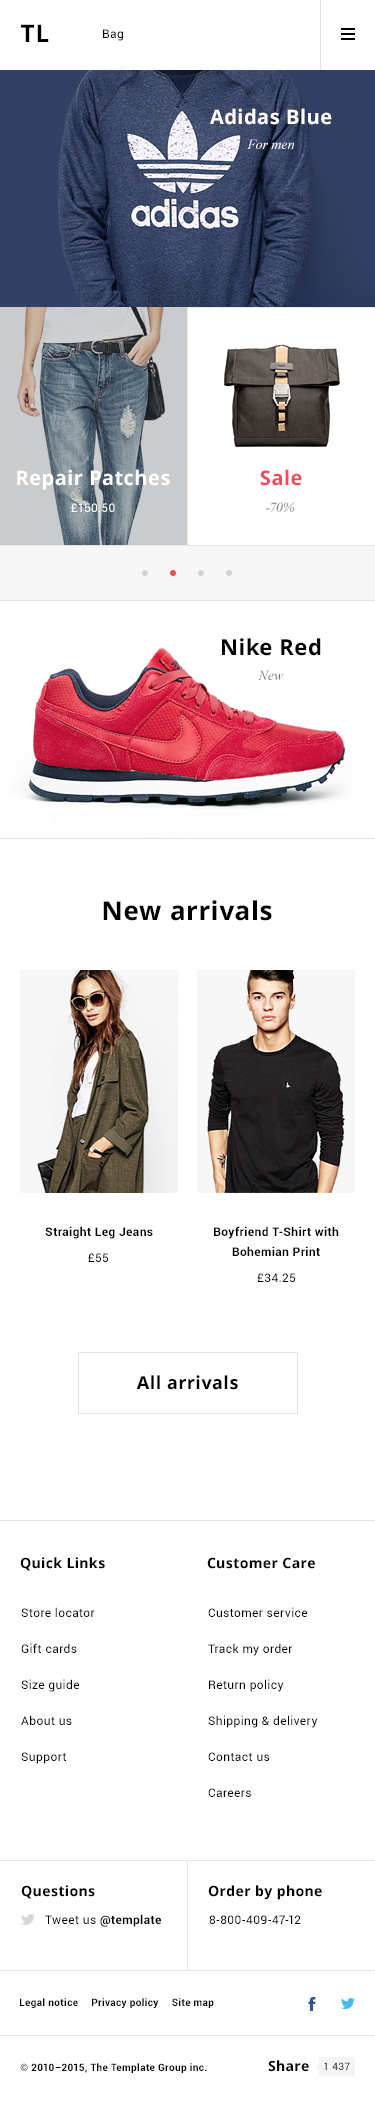 TL
Bag
Adidas Blue
For men
adidas
Repair Patches
£150.50
Sale
-70%
Nike Red
New
New arrivals
Straight Leg Jeans
£55
Boyfriend T-Shirt with
Bohemian Print
£34.25
All arrivals
Quick Links
Store locator
Gift cards
Size guide
About us
Support
Customer Care
Customer service
Track my order
Return policy
Shipping & delivery
Contact us
Careers
Questions
Tweet us @template
Order by phone
8-800-409-47-12
Legal notice Privacy policy Site map
© 2010–2015, The Template Group inc.
Share 1 437